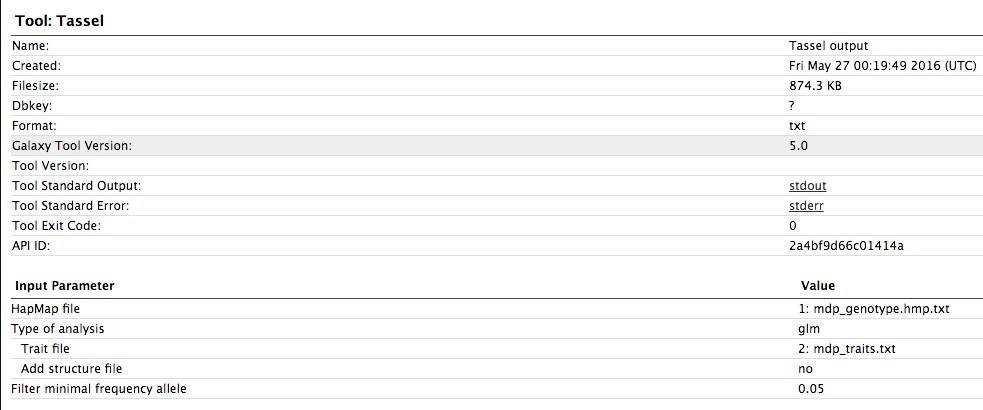 Tool: Tassel
Name: Tassel output
Created: Fri May 27 00:19:49 2016 (UTC)
Filesize: 874.3 KB
Dbkey: ?
Format: txt
Galaxy Tool Version: 5.0
Tool Version:
Tool Standard Output: stdout
Tool Standard Error: stderr
Tool Exit Code: 0
API ID: 2a4bf9d66c01414a
Input Parameter Value
HapMap file 1: mdp_genotype.hmp.txt
Type of analysis glm
Trait file 2: mdp_traits.txt
Add structure file no
Filter minimal frequency allele 0.05